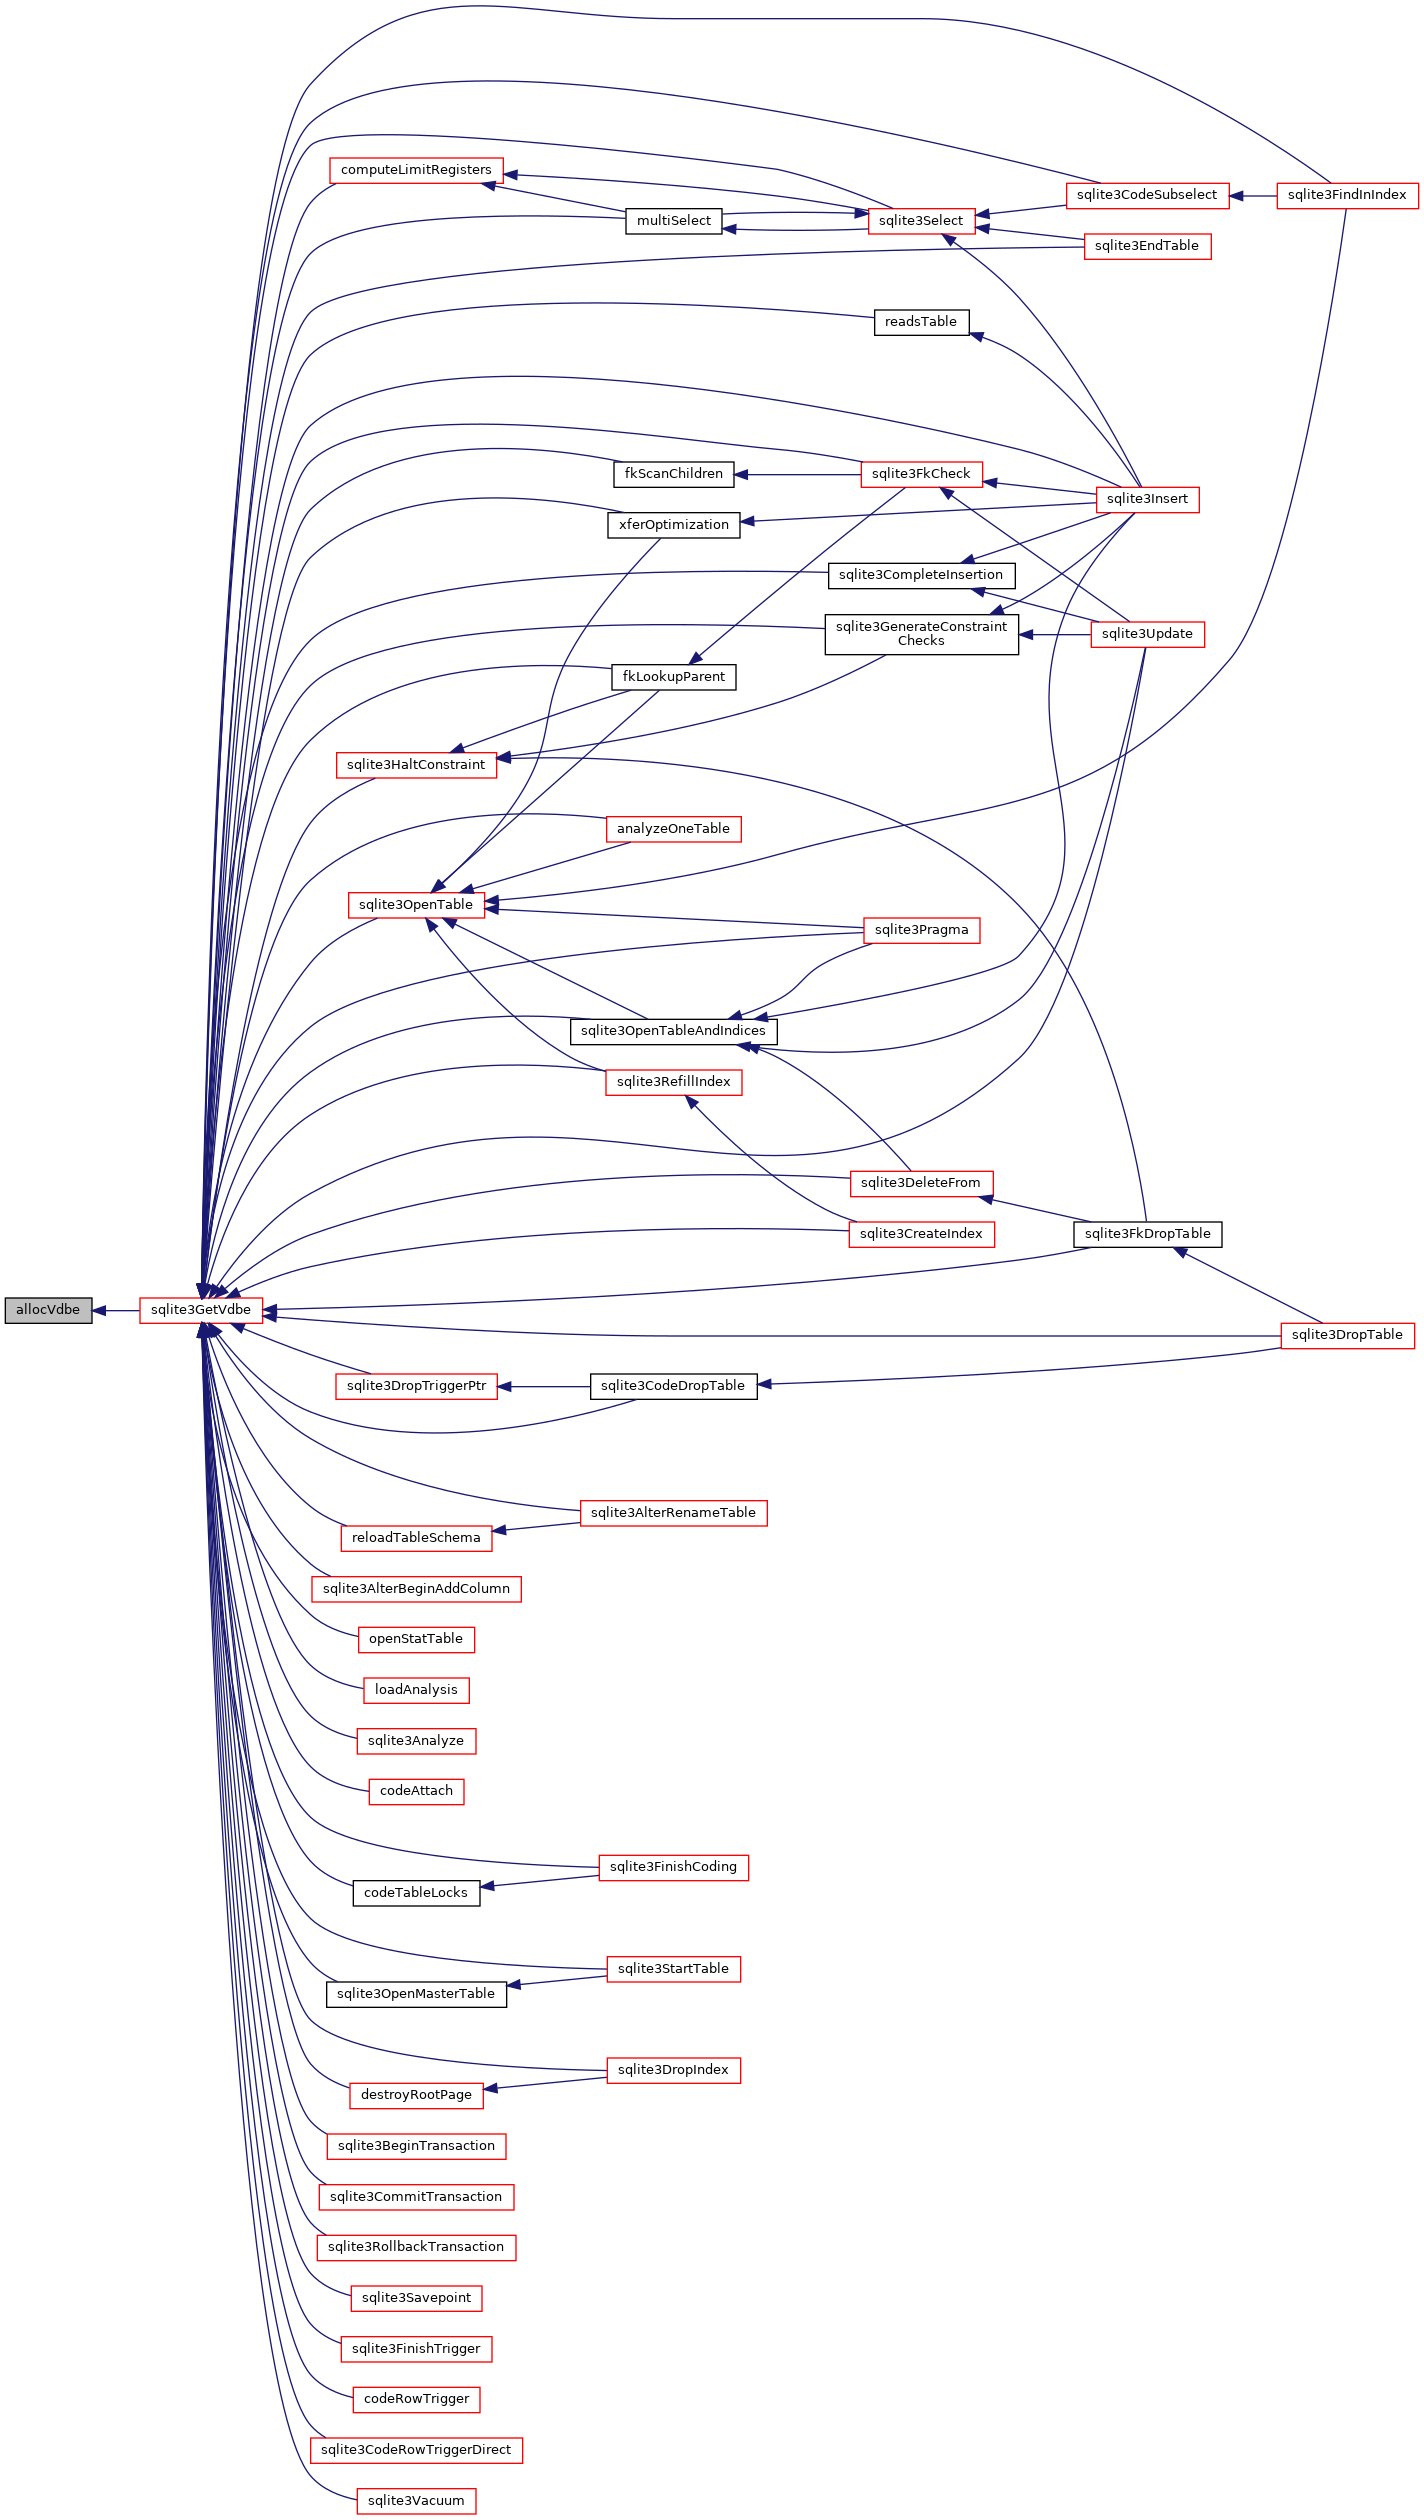 computeLimitRegisters
sqlite3CodeSubselect
sqlite3FindInIndex
multiSelect
sqlite3Select
sqlite3EndTable
readsTable
fkScanChildren
sqlite3FkCheck
sqlite3Insert
xferOptimization
sqlite3CompleteInsertion
sqlite3GenerateConstraint
Checks
sqlite3Update
fkLookupParent
sqlite3HaltConstraint
analyzeOneTable
sqlite3OpenTable
sqlite3Pragma
sqlite3OpenTableAndIndices
sqlite3RefillIndex
sqlite3DeleteFrom
sqlite3CreateIndex
sqlite3FkDropTable
allocVdbe
sqlite3GetVdbe
sqlite3DropTable
sqlite3DropTriggerPtr
sqlite3CodeDropTable
sqlite3AlterRenameTable
reloadTableSchema
sqlite3AlterBeginAddColumn
openStatTable
loadAnalysis
sqlite3Analyze
codeAttach
sqlite3FinishCoding
codeTableLocks
sqlite3StartTable
sqlite3OpenMasterTable
sqlite3DropIndex
destroyRootPage
sqlite3BeginTransaction
sqlite3CommitTransaction
sqlite3RollbackTransaction
sqlite3Savepoint
sqlite3FinishTrigger
codeRowTrigger
sqlite3CodeRowTriggerDirect
sqlite3Vacuum